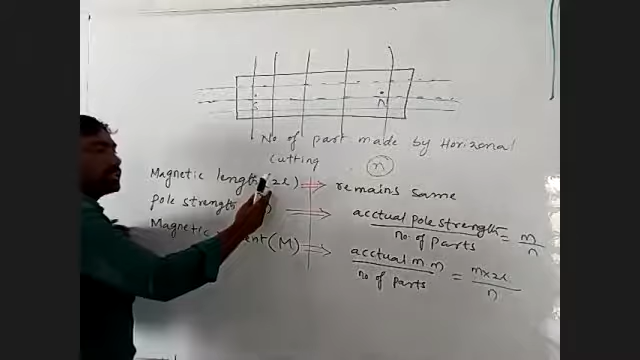 S N
No of part made by Horizonal
cutting n
Magnetic length (2l) ⇒ remains same
Pole strength ⇒ acctual pole strength / no of parts = m/n
Magnetic (M) ⇒ acctual m m / no of parts = m×2l/n